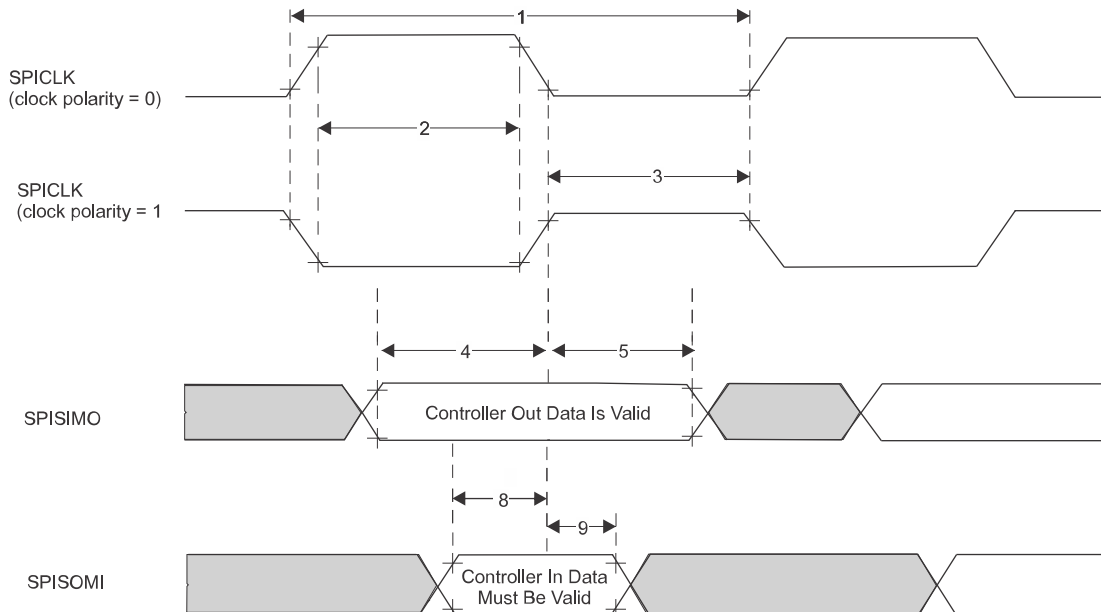 1
SPICLK
(clock polarity = 0)
2
3
SPICLK
(clock polarity = 1
4
5
SPISIMO
Controller Out Data Is Valid
8
9
SPISOMI
Controller In Data
Must Be Valid